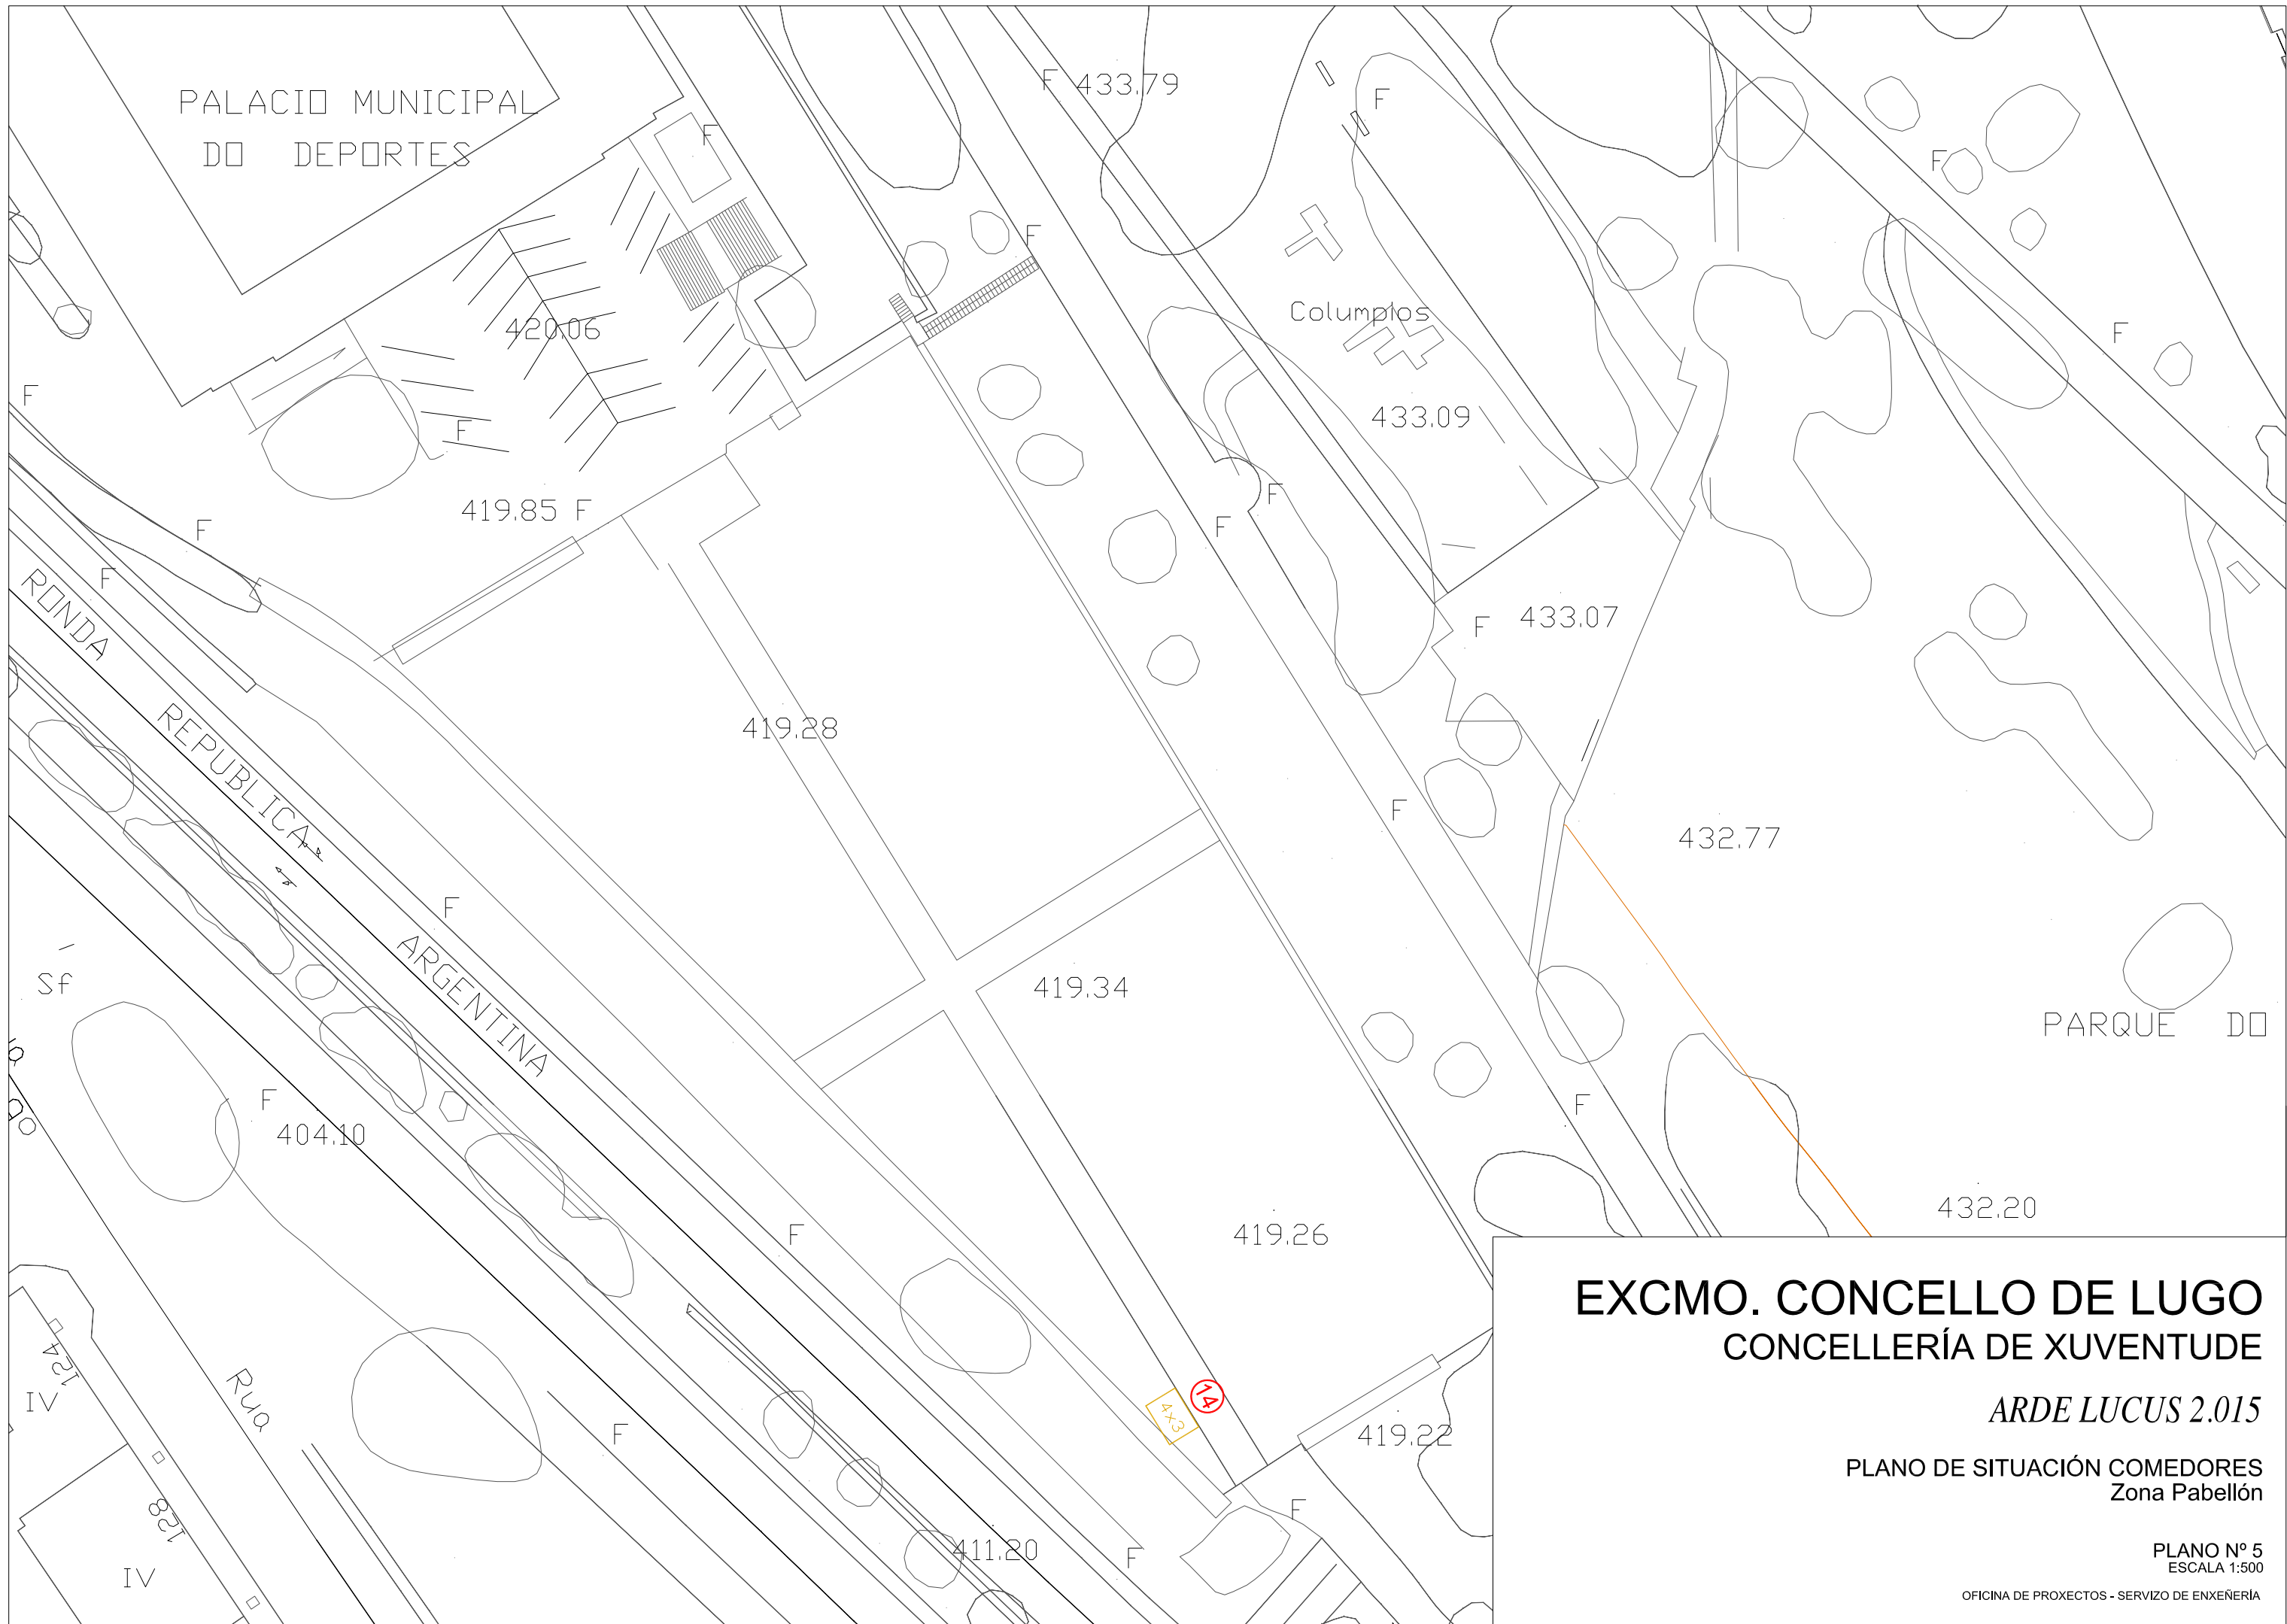 PALACIO MUNICIPAL
DO DEPORTES
F
F 433.79
F
F
F
Columpios
420.06
F
F
433.09
F
419.85 F
F
F
F
F
F 433.07
RONDA
REPUBLICA
ARGENTINA
419.28
F
432.77
F
Sf
419.34
PARQUE DO
F
404.10
F
432.20
F
419.26
124
IV
Rua
F
14
4x3
419.22
128
IV
F
411.20
F
EXCMO. CONCELLO DE LUGO
CONCELLERÍA DE XUVENTUDE
ARDE LUCUS 2.015
PLANO DE SITUACIÓN COMEDORES
Zona Pabellón
PLANO Nº 5
ESCALA 1:500
OFICINA DE PROXECTOS - SERVIZO DE ENXEÑERÍA